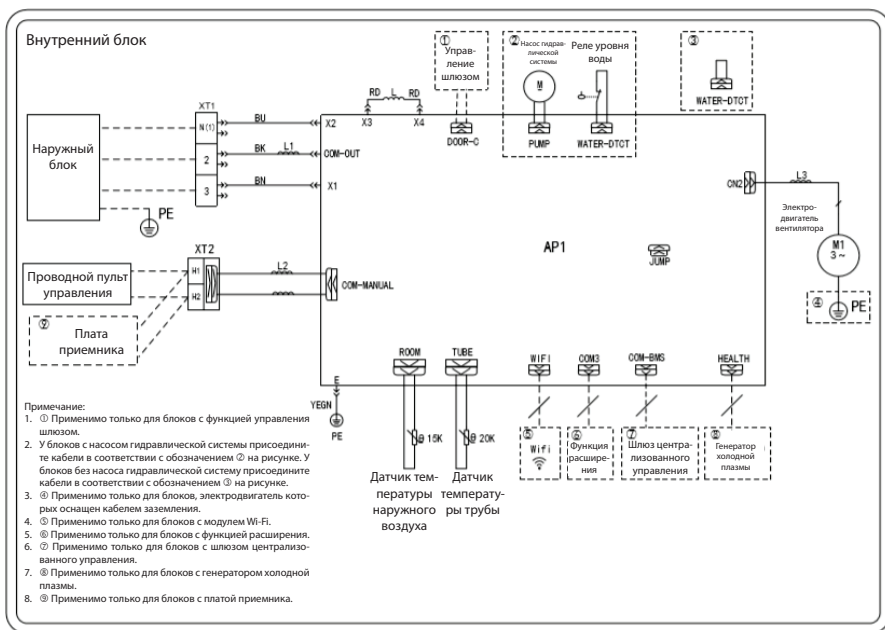 Внутренний блок
①
Управ-
ление
шлюзом
②
Насос гидрав-
лической
системы
Реле уровня
воды
③
M
WATER-DTCT
RD
L
RD
X3
X4
DOOR-C
PUMP
WATER-DTCT
XT1
N(1)
2
3
BU
BK
L1
BN
X2
COM-OUT
X1
Наружный
блок
PE
CN2
L3
Электро-
двигатель
вентилятора
M1
3~
④
PE
AP1
JUMP
XT2
H1
H2
L2
COM-MANUAL
Проводной пульт
управления
⑨
Плата
приемника
ROOM
TUBE
WIFI
COM3
COM-BMS
HEALTH
E
YEGN
PE
θ 15K
θ 20K
Датчик тем-
пературы
наружного
воздуха
Датчик
температу-
ры трубы
⑤
Wifi
⑥
Функция
расшире-
ния
⑦
Шлюз центра-
лизованного
управления
⑧
Генератор
холодной
плазмы
Примечание:
1. ① Применимо только для блоков с функцией управления
шлюзом.
2. У блоков с насосом гидравлической системы присоедини-
те кабели в соответствии с обозначением ② на рисунке. У
блоков без насоса гидравлической систему присоедините
кабели в соответствии с обозначением ③ на рисунке.
3. ④ Применимо только для блоков, электродвигатель кото-
рых оснащен кабелем заземления.
4. ⑤ Применимо только для блоков с модулем Wi-Fi.
5. ⑥ Применимо только для блоков с функцией расширения.
6. ⑦ Применимо только для блоков с шлюзом централизо-
ванного управления.
7. ⑧ Применимо только для блоков с генератором холодной
плазмы.
8. ⑨ Применимо только для блоков с платой приемника.